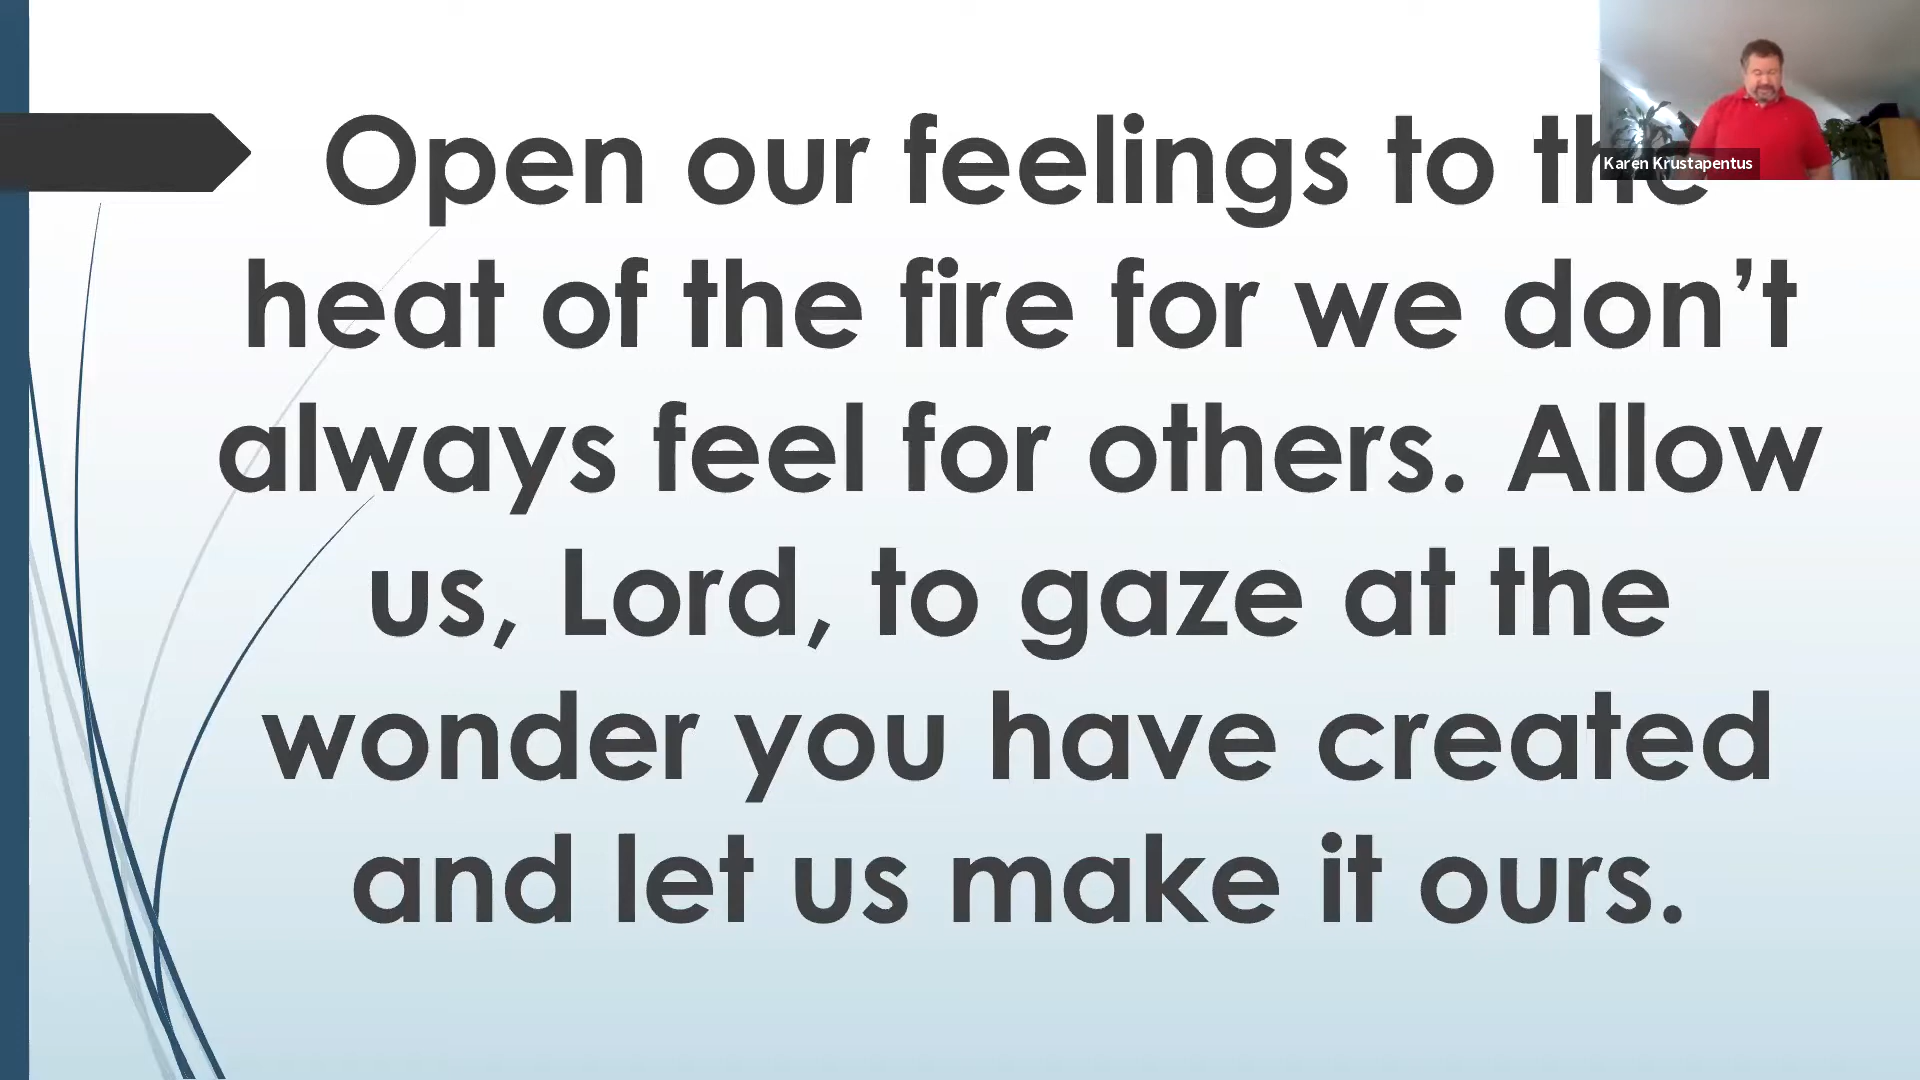 Open our feelings to the
heat of the fire for we don’t
always feel for others. Allow
us, Lord, to gaze at the
wonder you have created
and let us make it ours.
Karen Krustapentus